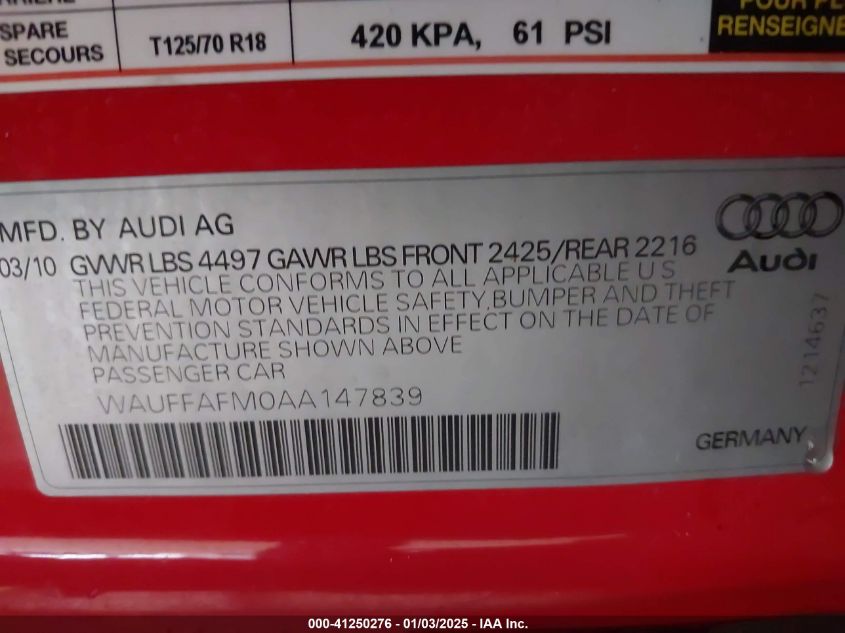 SPARE
SECOURS
T125/70 R18
420 KPA, 61 PSI
RENSEIGNE
MFD. BY AUDI AG
03/10 GVWR LBS 4497 GAWR LBS FRONT 2425/REAR 2216
THIS VEHICLE CONFORMS TO ALL APPLICABLE U S
FEDERAL MOTOR VEHICLE SAFETY,BUMPER AND THEFT
PREVENTION STANDARDS IN EFFECT ON THE DATE OF
MANUFACTURE SHOWN ABOVE
PASSENGER CAR
WAUFFAFM0AA147839
Audi
1214637
GERMANY
000-41250276 - 01/03/2025 - IAA Inc.